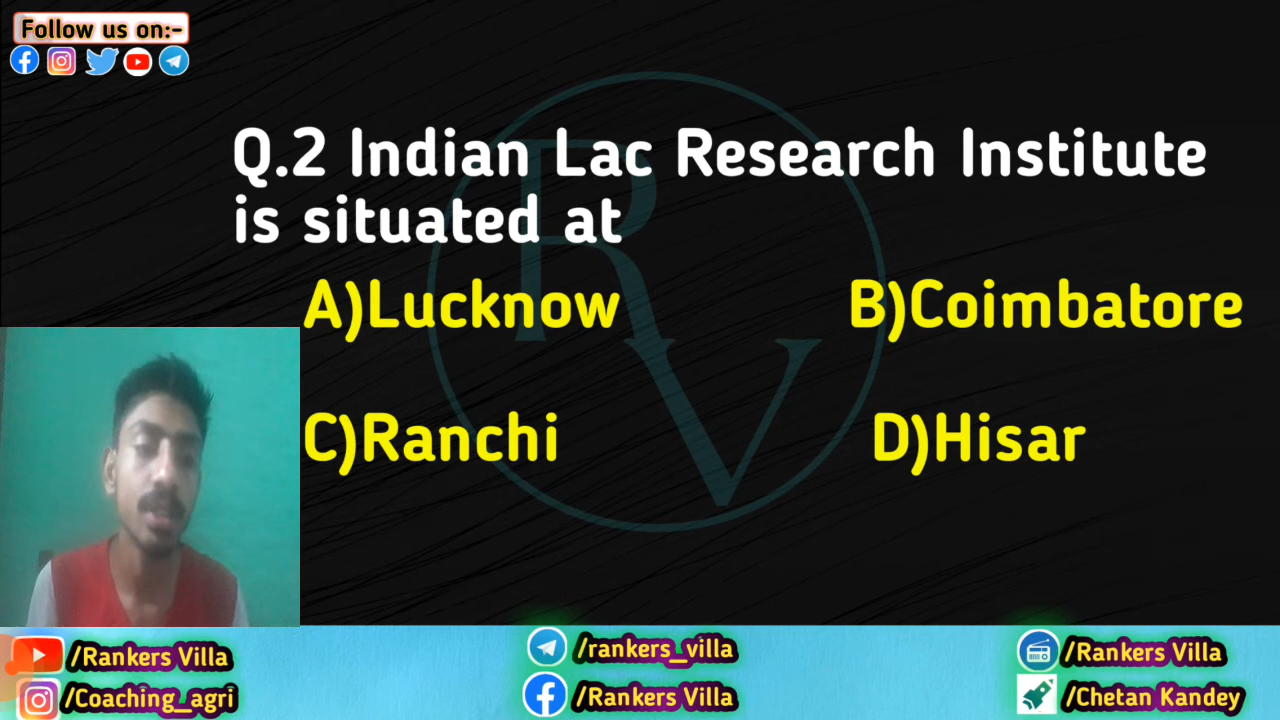 Follow us on:-
Q.2 Indian Lac Research Institute
is situated at
A)Lucknow
B)Coimbatore
C)Ranchi
D)Hisar
RV
/Rankers Villa
/rankers_villa
/Rankers Villa
/Coaching_agri
/Rankers Villa
/Chetan Kandey